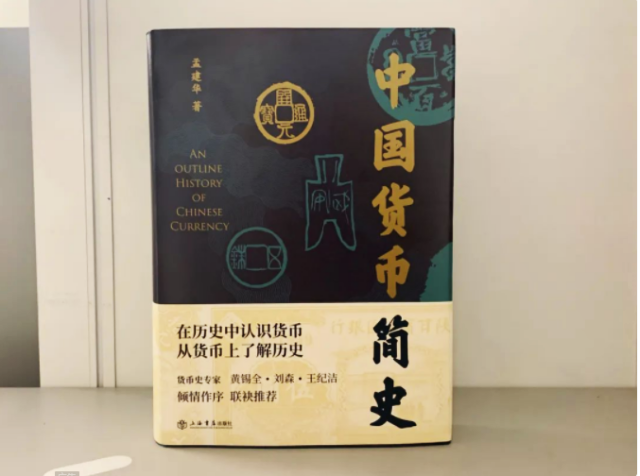 中国货币简史
孟建华 著
AN
OUTLINE
HISTORY
OF
CHINESE
CURRENCY
在历史中认识货币
从货币上了解历史
货币史专家 黄锡全·刘森·王纪洁
倾情作序 联袂推荐
上海书店出版社